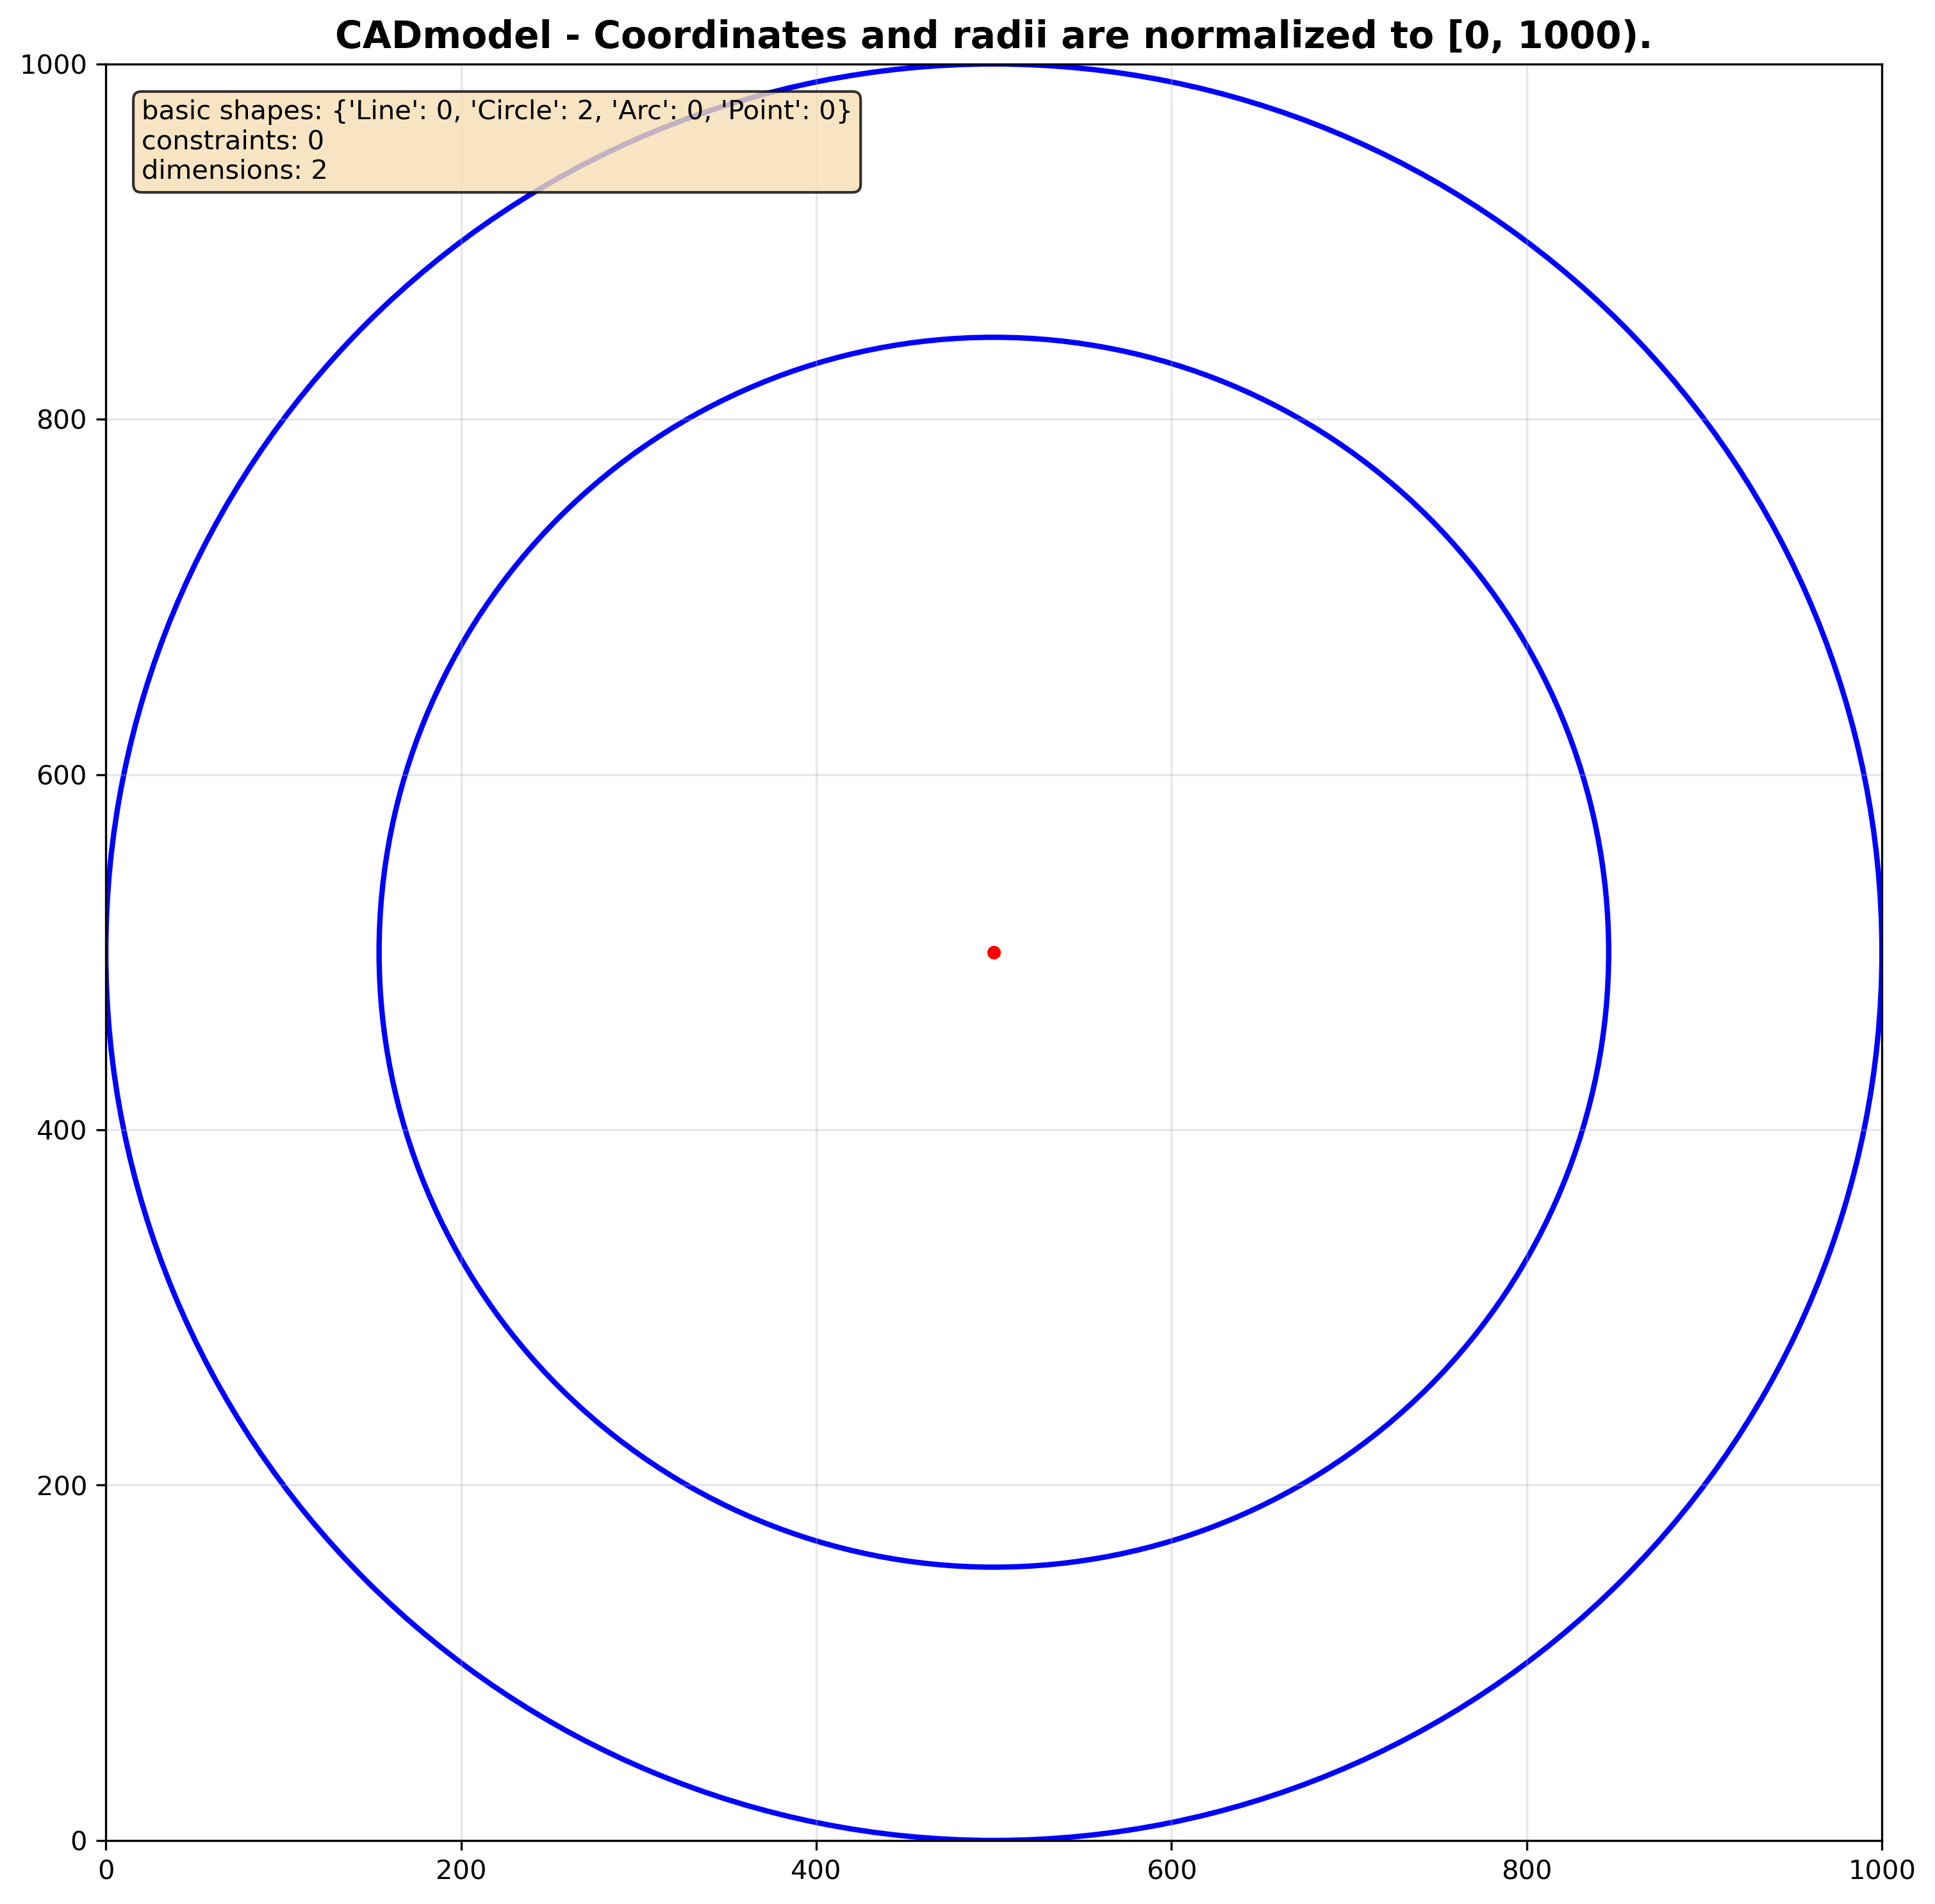 CADmodel - Coordinates and radii are normalized to [0, 1000).
basic shapes: {'Line': 0, 'Circle': 2, 'Arc': 0, 'Point': 0}
constraints: 0
dimensions: 2
1000
800
600
400
200
0
0 200 400 600 800 1000